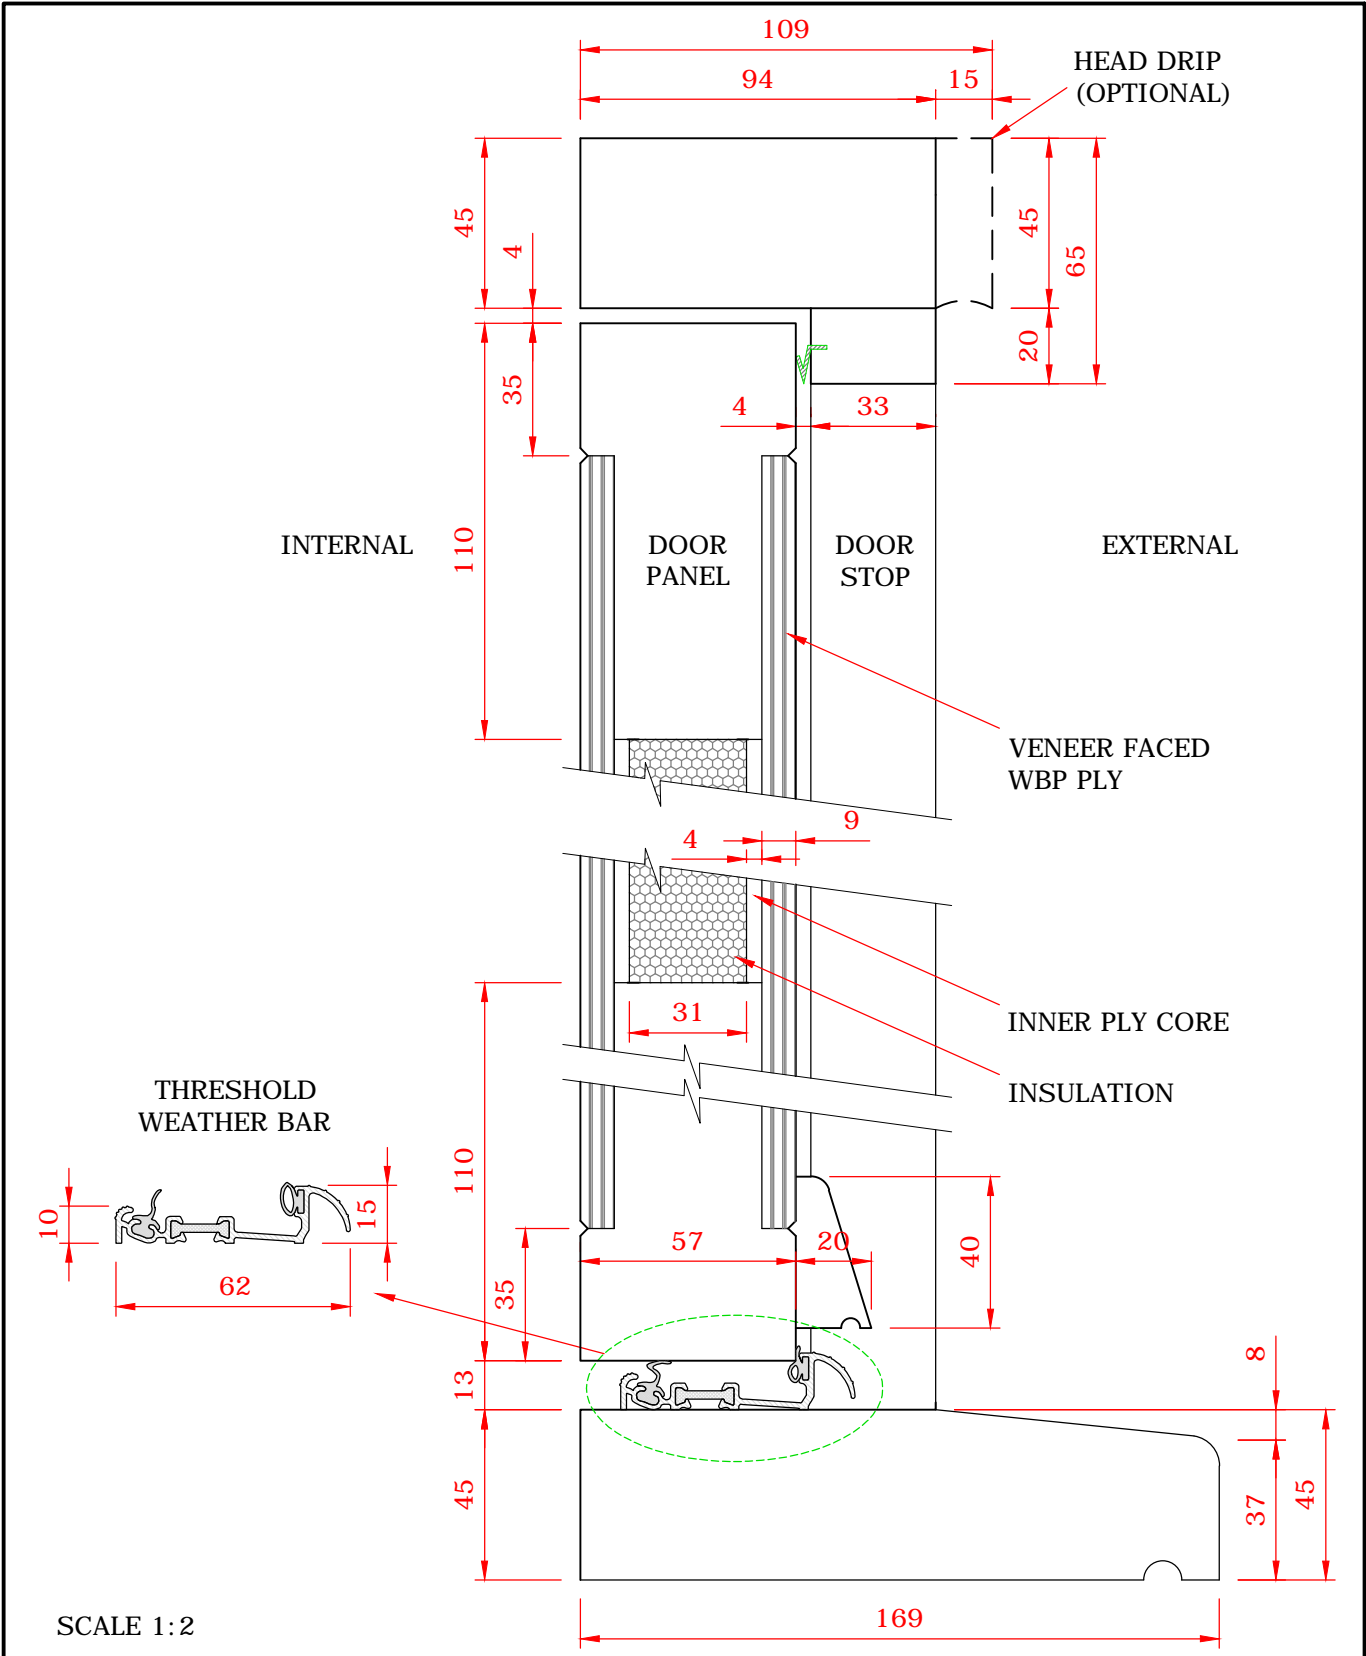 109
94
15
HEAD DRIP
(OPTIONAL)
45
4
45
65
20
35
4
33
110
INTERNAL
DOOR
PANEL
DOOR
STOP
EXTERNAL
VENEER FACED
WBP PLY
9
4
31
INNER PLY CORE
INSULATION
THRESHOLD
WEATHER BAR
110
10
15
62
57
20
40
35
13
8
45
37
45
169
SCALE 1:2